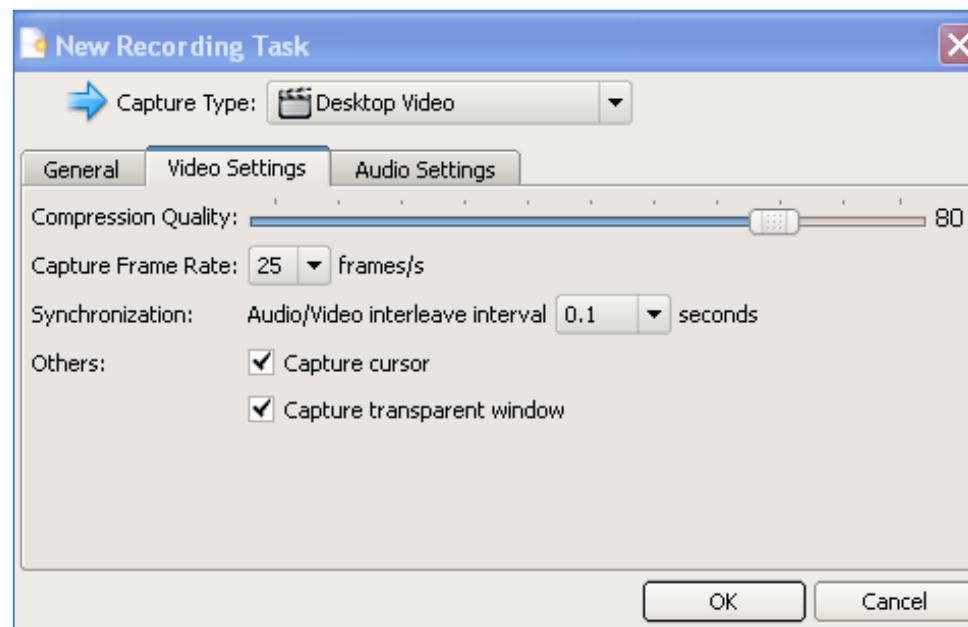 New Recording Task
Capture Type: Desktop Video
General Video Settings Audio Settings
Compression Quality: 80
Capture Frame Rate: 25 frames/s
Synchronization: Audio/Video interleave interval 0.1 seconds
Others: Capture cursor
Capture transparent window
OK Cancel